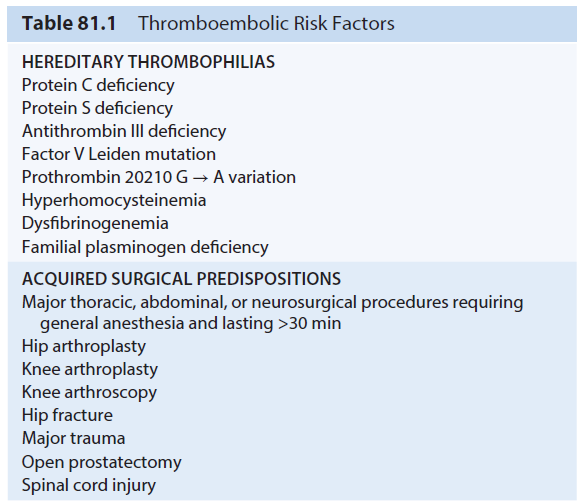 Table 81.1 Thromboembolic Risk Factors
HEREDITARY THROMBOPHILIAS
Protein C deficiency
Protein S deficiency
Antithrombin III deficiency
Factor V Leiden mutation
Prothrombin 20210 G → A variation
Hyperhomocysteinemia
Dysfibrinogenemia
Familial plasminogen deficiency
ACQUIRED SURGICAL PREDISPOSITIONS
Major thoracic, abdominal, or neurosurgical procedures requiring
general anesthesia and lasting >30 min
Hip arthroplasty
Knee arthroplasty
Knee arthroscopy
Hip fracture
Major trauma
Open prostatectomy
Spinal cord injury